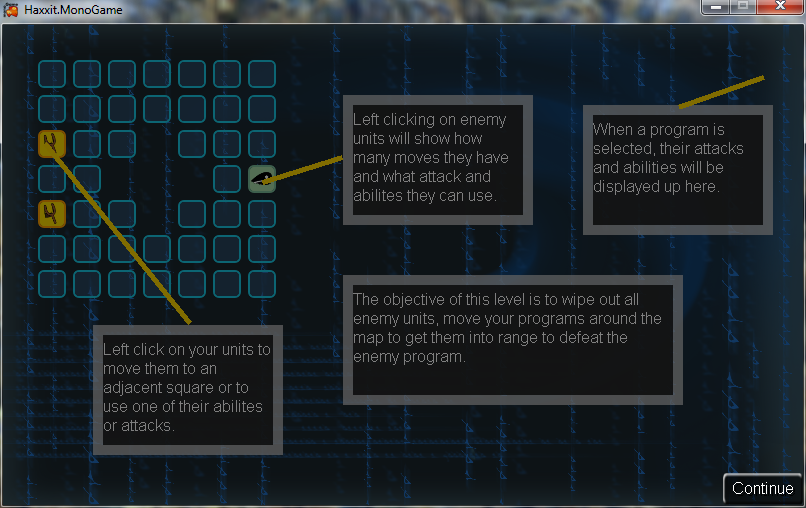 Haxxit.MonoGame
Left clicking on enemy
units will show how
many moves they have
and what attack and
abilites they can use.
When a program is
selected, their attacks
and abilities will be
displayed up here.
The objective of this level is to wipe out all
enemy units, move your programs around the
map to get them into range to defeat the
enemy program.
Left click on your units to
move them to an
adjacent square or to
use one of their abilites
or attacks.
Continue